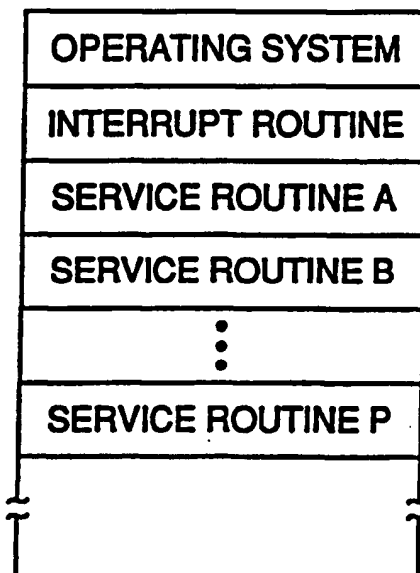 OPERATING SYSTEM
INTERRUPT ROUTINE
SERVICE ROUTINE A
SERVICE ROUTINE B
SERVICE ROUTINE P